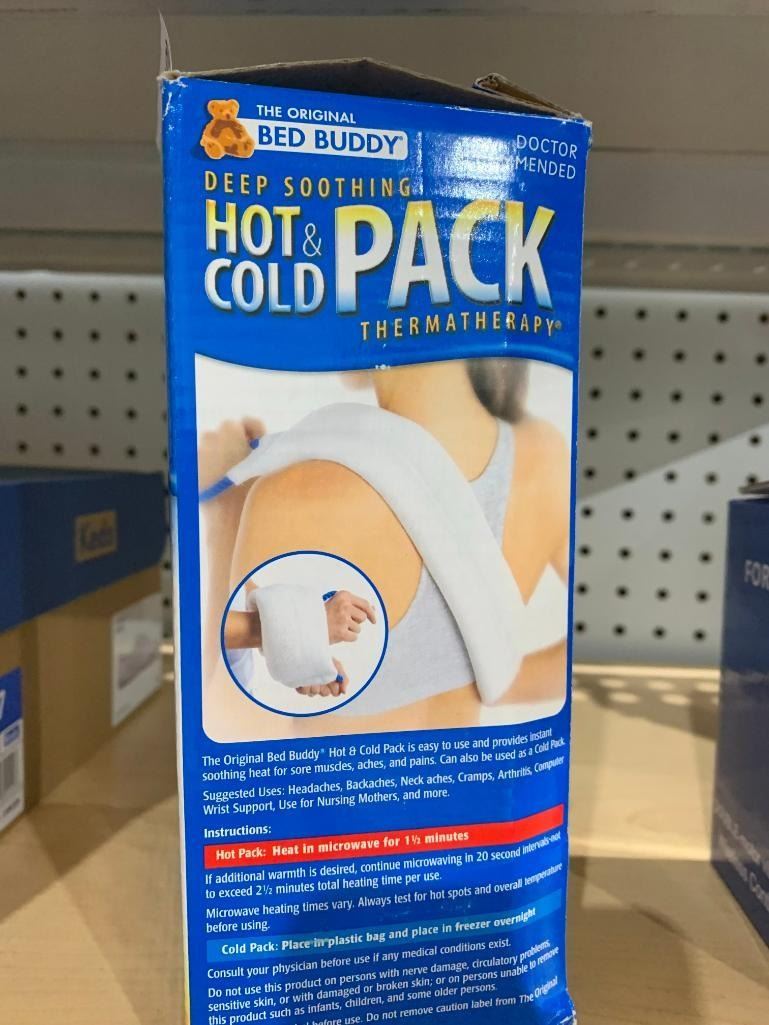 THE ORIGINAL
BED BUDDY®
DOCTOR
MENDED
DEEP SOOTHING
HOT &
COLD
PACK
THERMATHERAPY®
Keds
7
FOR
The Original Bed Buddy® Hot & Cold Pack is easy to use and provides instant
soothing heat for sore muscles, aches, and pains. Can also be used as a Cold Pack.
Suggested Uses: Headaches, Backaches, Neck aches, Cramps, Arthritis, Computer
Wrist Support, Use for Nursing Mothers, and more.
Instructions:
Hot Pack: Heat in microwave for 1½ minutes
If additional warmth is desired, continue microwaving in 20 second intervals-not
to exceed 2½ minutes total heating time per use.
Microwave heating times vary. Always test for hot spots and overall temperature
before using.
Cold Pack: Place in plastic bag and place in freezer overnight
Consult your physician before use if any medical conditions exist.
Do not use this product on persons with nerve damage, circulatory problems,
sensitive skin, or with damaged or broken skin; or on persons unable to remove
this product such as infants, children, and some older persons.
before use. Do not remove caution label from The Original